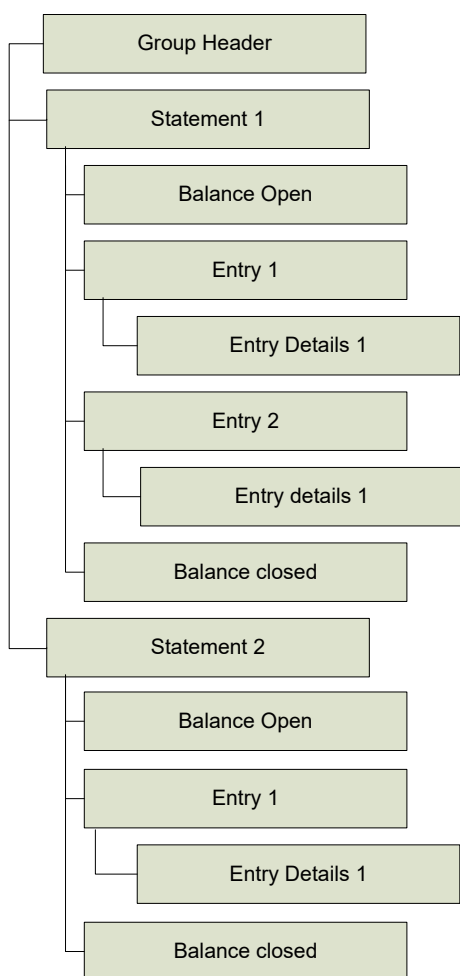 Group Header
Statement 1
Balance Open
Entry 1
Entry Details 1
Entry 2
Entry details 1
Balance closed
Statement 2
Balance Open
Entry 1
Entry Details 1
Balance closed